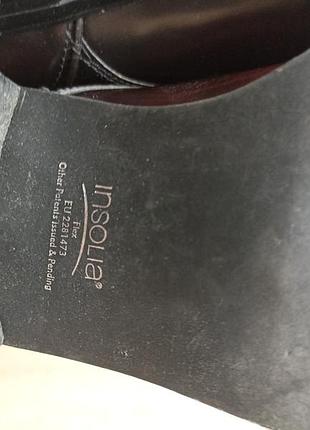 INSOLIA®
Flex
EU 2281473
Other Patents Issued & Pending